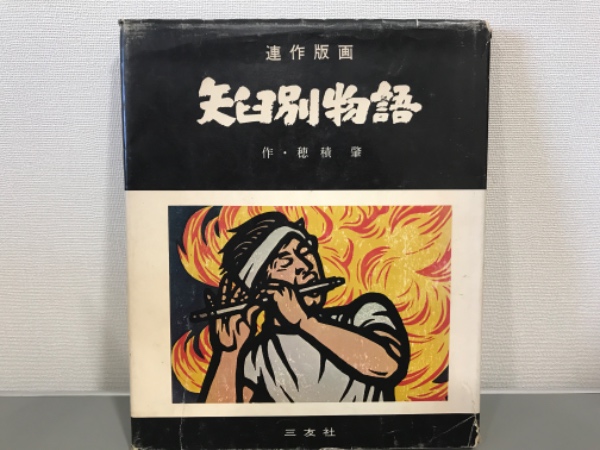 連作版画
矢臼別物語
作・穂積 肇
三友社